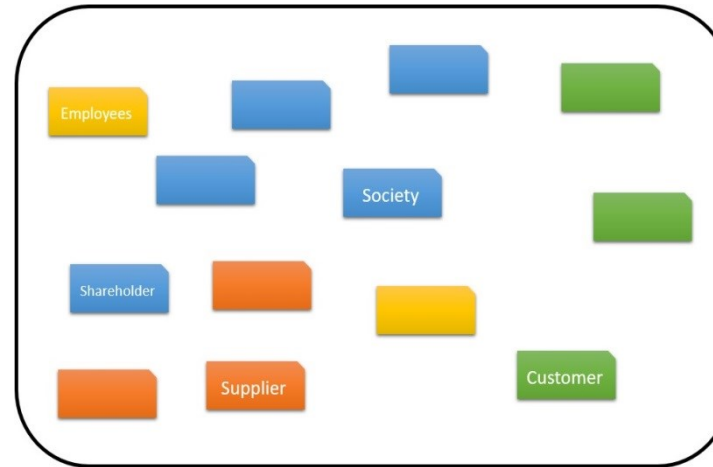 Employees
Society
Shareholder
Supplier
Customer